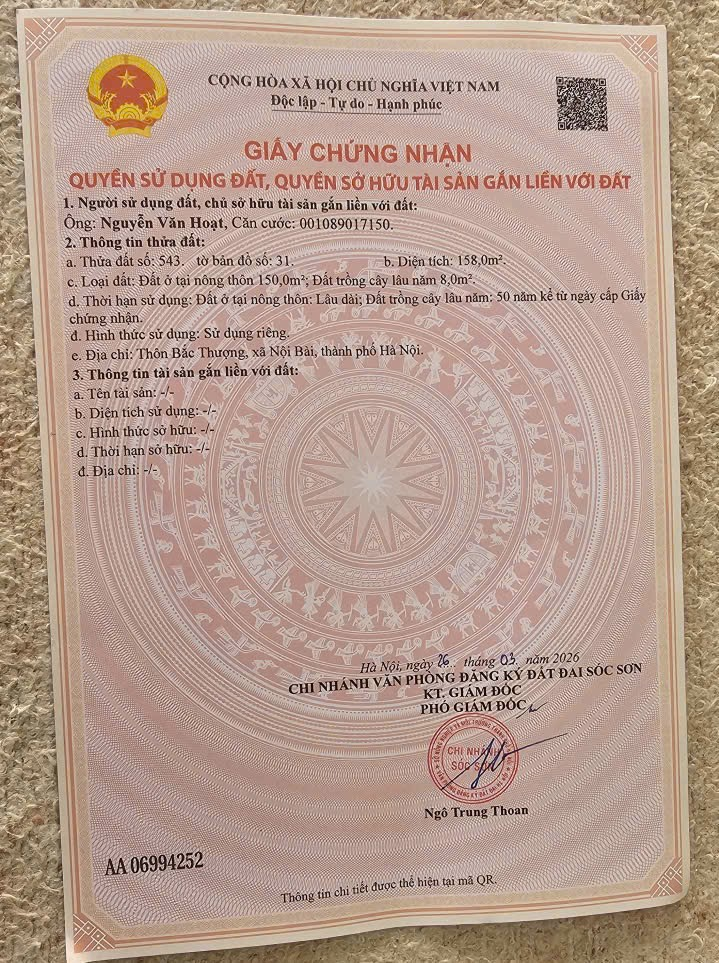 CỘNG HÒA XÃ HỘI CHỦ NGHĨA VIỆT NAM
Độc lập - Tự do - Hạnh phúc
GIẤY CHỨNG NHẬN
QUYỀN SỬ DỤNG ĐẤT, QUYỀN SỞ HỮU TÀI SẢN GẮN LIỀN VỚI ĐẤT
1. Người sử dụng đất, chủ sở hữu tài sản gắn liền với đất:
Ông: Nguyễn Văn Hoạt, Căn cước: 001089017150.
2. Thông tin thửa đất:
a. Thửa đất số: 543. tờ bản đồ số: 31. b. Diện tích: 158,0m².
c. Loại đất: Đất ở tại nông thôn 150,0m²; Đất trồng cây lâu năm 8,0m².
d. Thời hạn sử dụng: Đất ở tại nông thôn: Lâu dài; Đất trồng cây lâu năm: 50 năm kể từ ngày cấp Giấy
chứng nhận.
đ. Hình thức sử dụng: Sử dụng riêng.
e. Địa chỉ: Thôn Bắc Thượng, xã Nội Bài, thành phố Hà Nội.
3. Thông tin tài sản gắn liền với đất:
a. Tên tài sản: -/-
b. Diện tích sử dụng: -/-
c. Hình thức sở hữu: -/-
d. Thời hạn sở hữu: -/-
đ. Địa chỉ: -/-
Hà Nội, ngày 26 tháng 03 năm 2026
CHI NHÁNH VĂN PHÒNG ĐĂNG KÝ ĐẤT ĐAI SÓC SƠN
KT. GIÁM ĐỐC
PHÓ GIÁM ĐỐC
CHI NHÁNH
SÓC SƠN
Ngô Trung Thoan
AA 06994252
Thông tin chi tiết được thể hiện tại mã QR.